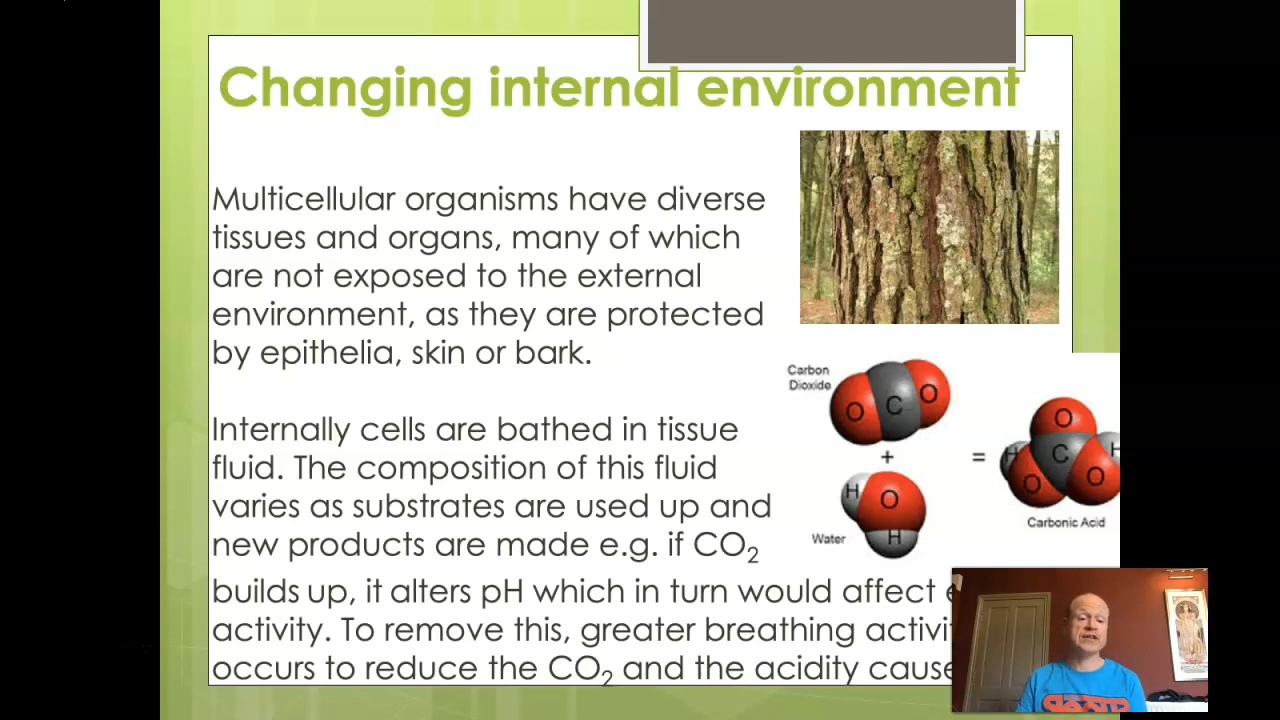 Changing internal environment
Multicellular organisms have diverse
tissues and organs, many of which
are not exposed to the external
environment, as they are protected
by epithelia, skin or bark.
Internally cells are bathed in tissue
fluid. The composition of this fluid
varies as substrates are used up and
new products are made e.g. if CO₂
builds up, it alters pH which in turn would affect
activity. To remove this, greater breathing
occurs to reduce the CO₂ and the acidity
Carbon
Dioxide
O C O
+
H O
H
Water
=
O
H C H
O O
Carbonic Acid